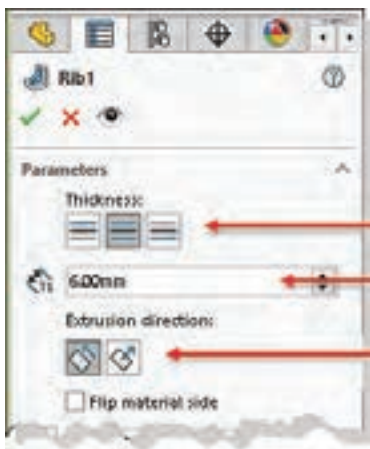 Rib1
Parameters
Thickness:
6.00mm
Extrusion direction:
Flip material side